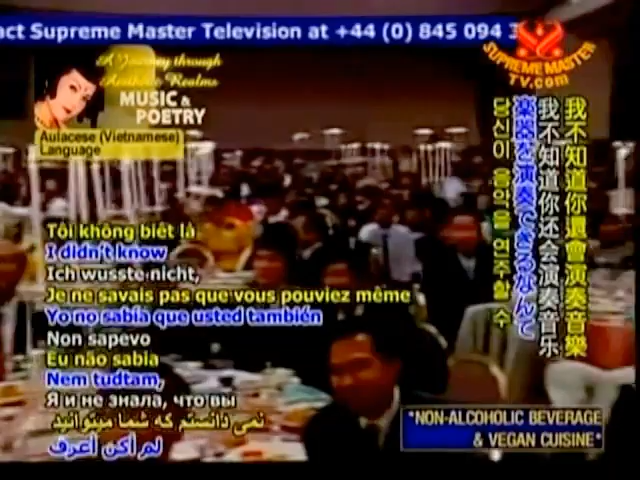 act Supreme Master Television at +44 (0) 845 094 3
SUPREME MASTER
TV.com
A Journey through
Aesthetic Realms
MUSIC &
POETRY
Aulacese (Vietnamese)
Language
我不知道你還會演奏音樂
我不知道你还会演奏音乐
楽器を演奏できるなんて
당신이 음악을 연주할 수
Tôi không biết là
I didn't know
Ich wusste nicht,
Je ne savais pas que vous pouviez même
Yo no sabía que usted también
Non sapevo
Eu não sabia
Nem tudtam,
Я и не знала, что вы
نمی دانستم که شما میتوانید
لم أكن أعرف
*NON-ALCOHOLIC BEVERAGE
& VEGAN CUISINE*